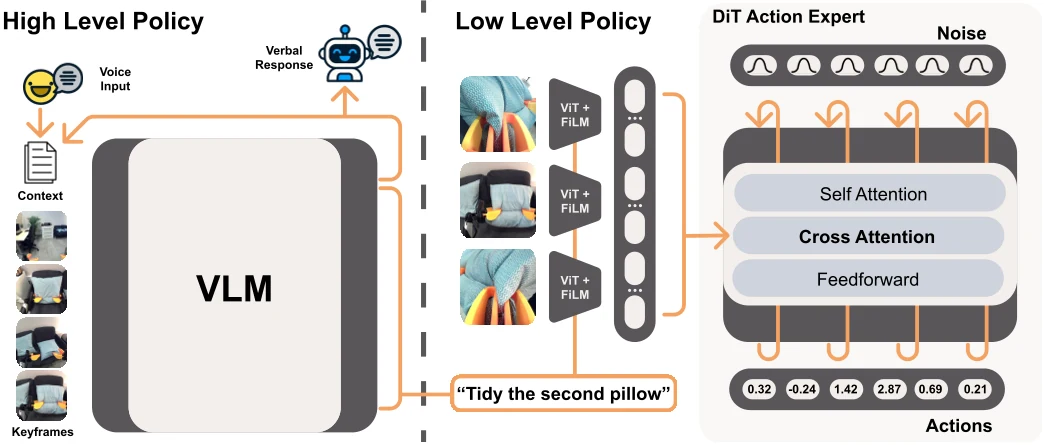 High Level Policy
Voice
Input
Verbal
Response
Context
Keyframes
VLM
Low Level Policy
ViT +
FiLM
ViT +
FiLM
ViT +
FiLM
“Tidy the second pillow”
DiT Action Expert
Noise
Self Attention
Cross Attention
Feedforward
0.32 -0.24 1.42 2.87 0.69 0.21
Actions